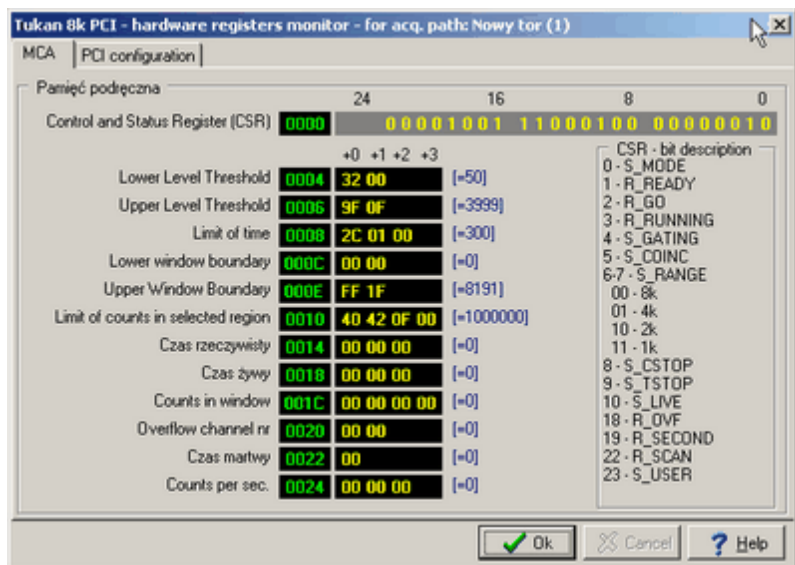 Tukan 8k PCI - hardware registers monitor - for acq. path: Nowy tor (1)
MCA PCI configuration
Pamięć podręczna
24 16 8 0
Control and Status Register (CSR) 0000 00001001 11000100 00000010
+0 +1 +2 +3
Lower Level Threshold 0004 32 00 [=50]
Upper Level Threshold 0006 9F 0F [=3999]
Limit of time 0008 2C 01 00 [=300]
Lower window boundary 000C 00 00 [=0]
Upper Window Boundary 000E FF 1F [=8191]
Limit of counts in selected region 0010 40 42 0F 00 [=1000000]
Czas rzeczywisty 0014 00 00 00 [=0]
Czas żywy 0018 00 00 00 [=0]
Counts in window 001C 00 00 00 00 [=0]
Overflow channel nr 0020 00 00 [=0]
Czas martwy 0022 00 [=0]
Counts per sec. 0024 00 00 00 [=0]
CSR - bit description
0 - S_MODE
1 - R_READY
2 - R_GO
3 - R_RUNNING
4 - S_GATING
5 - S_COINC
6-7 - S_RANGE
00 - 8k
01 - 4k
10 - 2k
11 - 1k
8 - S_CSTOP
9 - S_TSTOP
10 - S_LIVE
18 - R_OVF
19 - R_SECOND
22 - R_SCAN
23 - S_USER
Ok Cancel Help